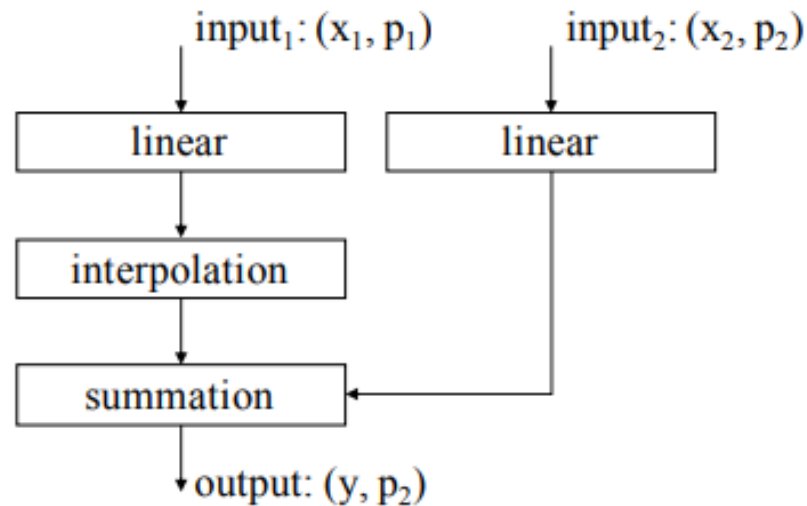 input₁: (x₁, p₁)
input₂: (x₂, p₂)
linear
linear
interpolation
summation
output: (y, p₂)